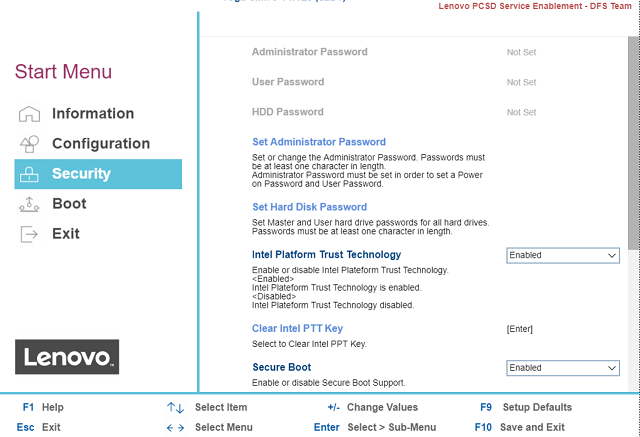 Lenovo PCSD Service Enablement - DFS Team
Start Menu
Information
Configuration
Security
Boot
Exit
Lenovo
Administrator Password Not Set
User Password Not Set
HDD Password Not Set
Set Administrator Password
Set or change the Administrator Password. Passwords must
be at least one character in length.
Administrator Password must be set in order to set a Power
on Password and User Password.
Set Hard Disk Password
Set Master and User hard drive passwords for all hard drives.
Passwords must be at least one character in length.
Intel Platform Trust Technology Enabled
Enable or disable Intel Plateform Trust Technology.
<Enabled>
Intel Plateform Trust Technology is enabled.
<Disabled>
Intel Plateform Trust Technology disabled.
Clear Intel PTT Key [Enter]
Select to Clear Intel PPT Key.
Secure Boot Enabled
Enable or disable Secure Boot Support.
F1 Help ↑↓ Select Item +/- Change Values F9 Setup Defaults
Esc Exit ←→ Select Menu Enter Select > Sub-Menu F10 Save and Exit